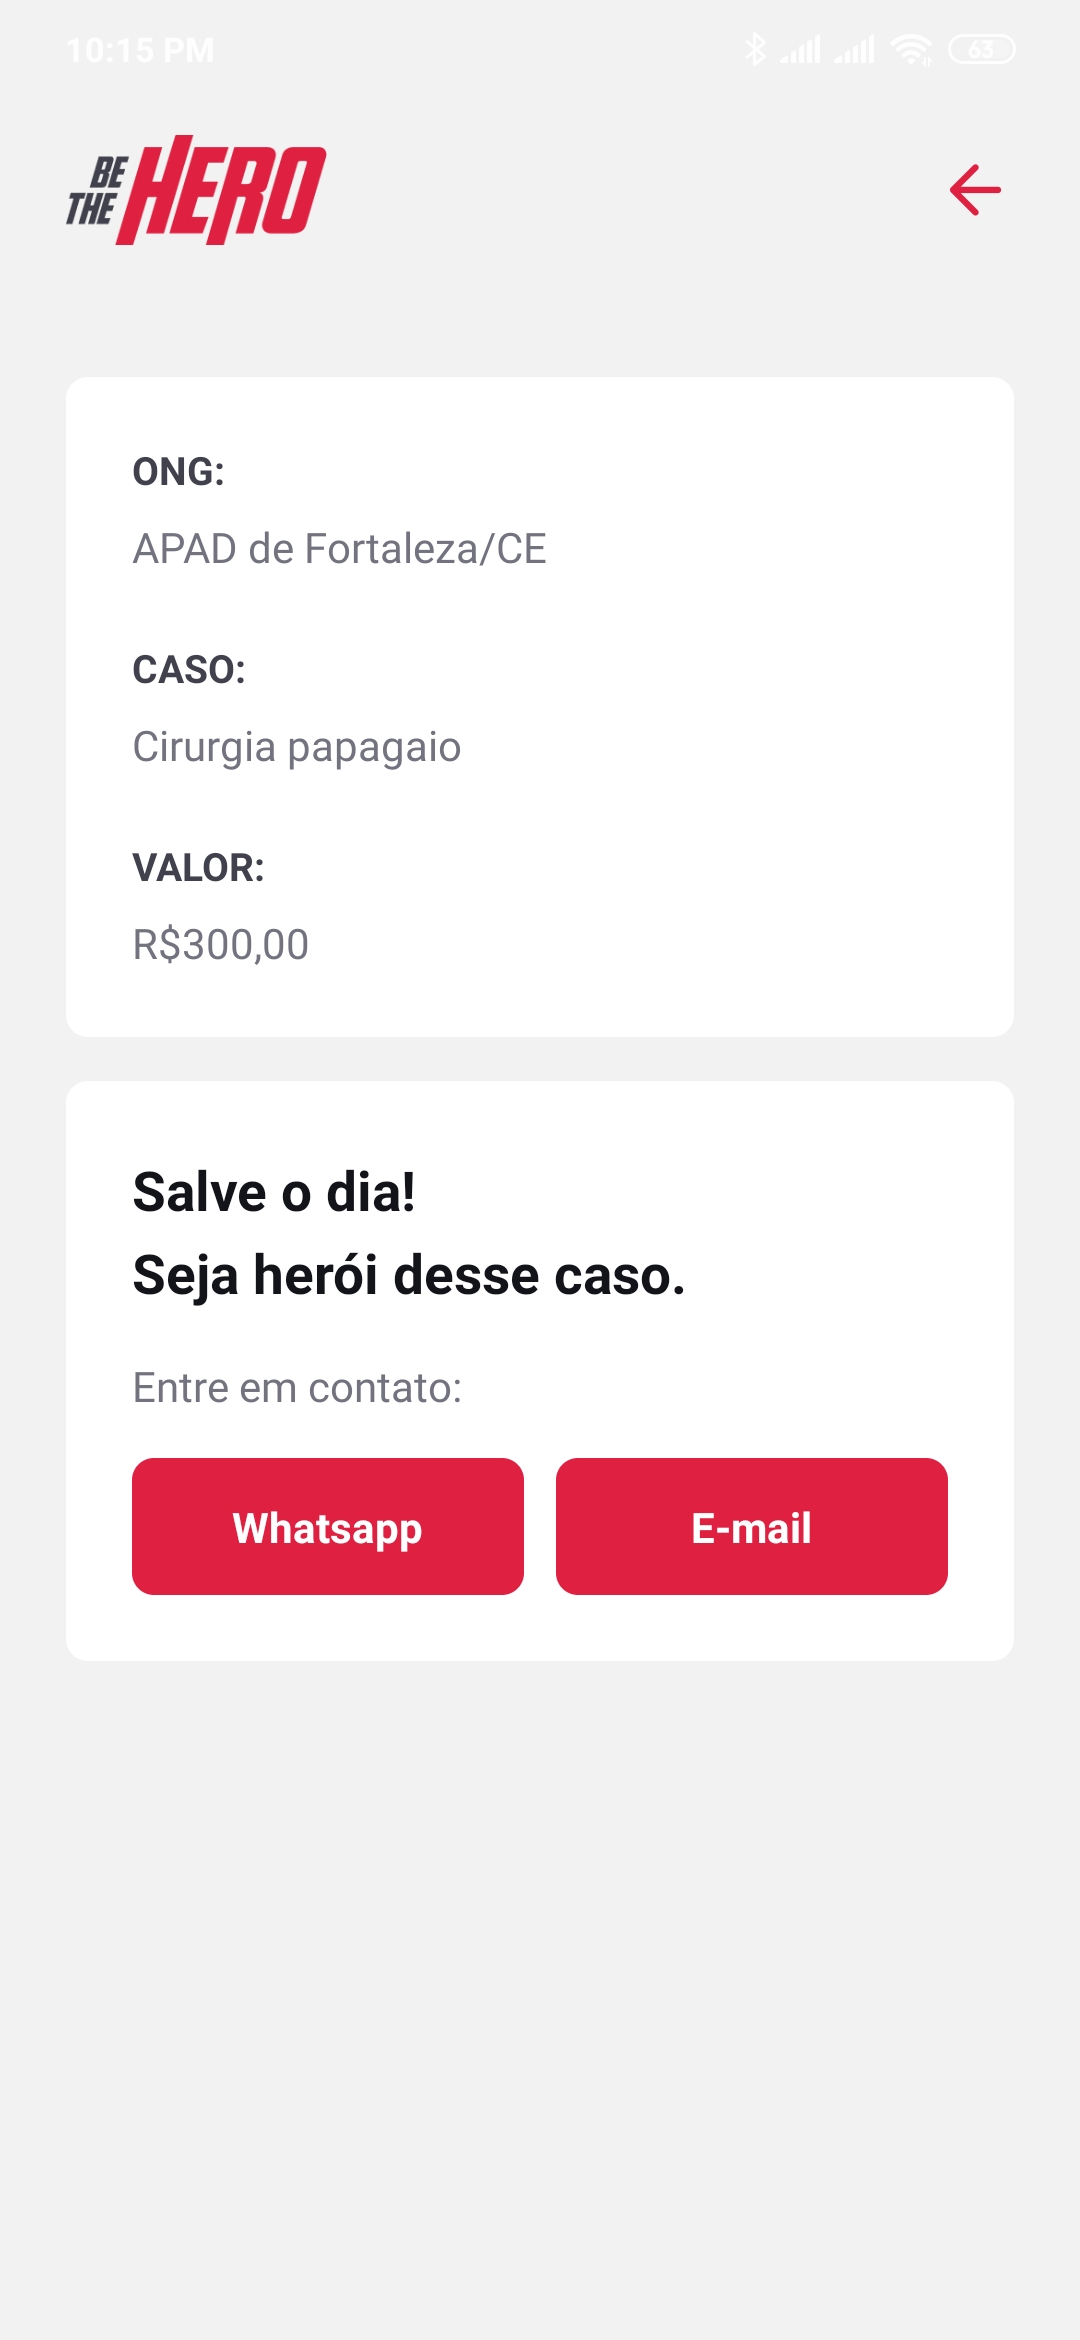 10:15 PM
63
BE
THE HERO
ONG:
APAD de Fortaleza/CE
CASO:
Cirurgia papagaio
VALOR:
R$300,00
Salve o dia!
Seja herói desse caso.
Entre em contato:
Whatsapp
E-mail